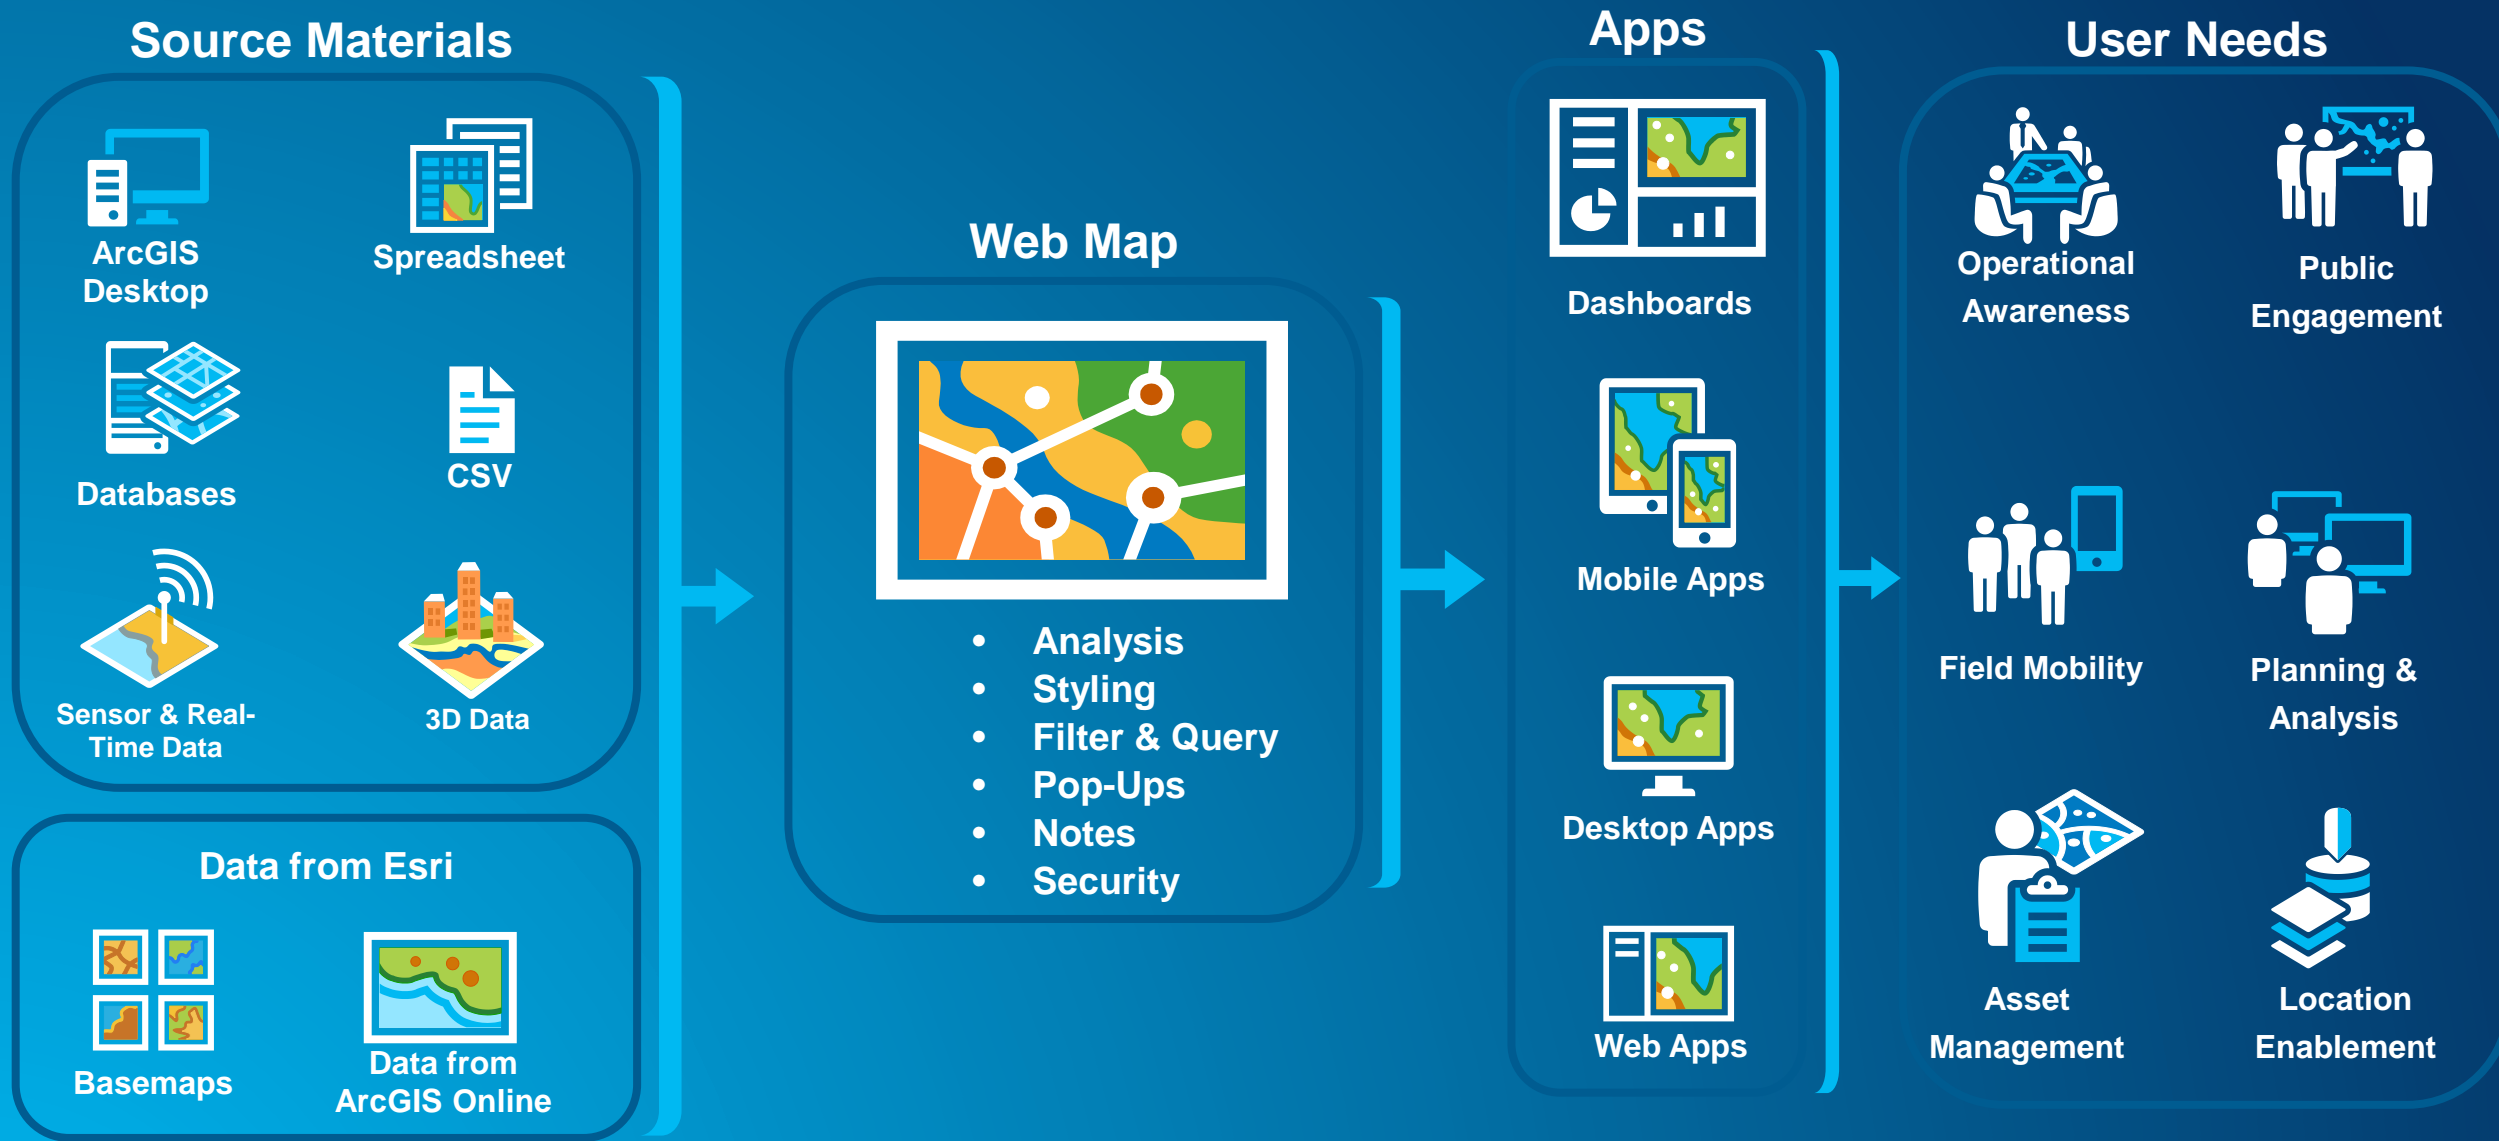 Source Materials
ArcGIS
Desktop
Spreadsheet
Databases
CSV
Sensor & Real-
Time Data
3D Data
Data from Esri
Basemaps
Data from
ArcGIS Online
Web Map
• Analysis
• Styling
• Filter & Query
• Pop-Ups
• Notes
• Security
Apps
Dashboards
Mobile Apps
Desktop Apps
Web Apps
User Needs
Operational
Awareness
Public
Engagement
Field Mobility
Planning &
Analysis
Asset
Management
Location
Enablement